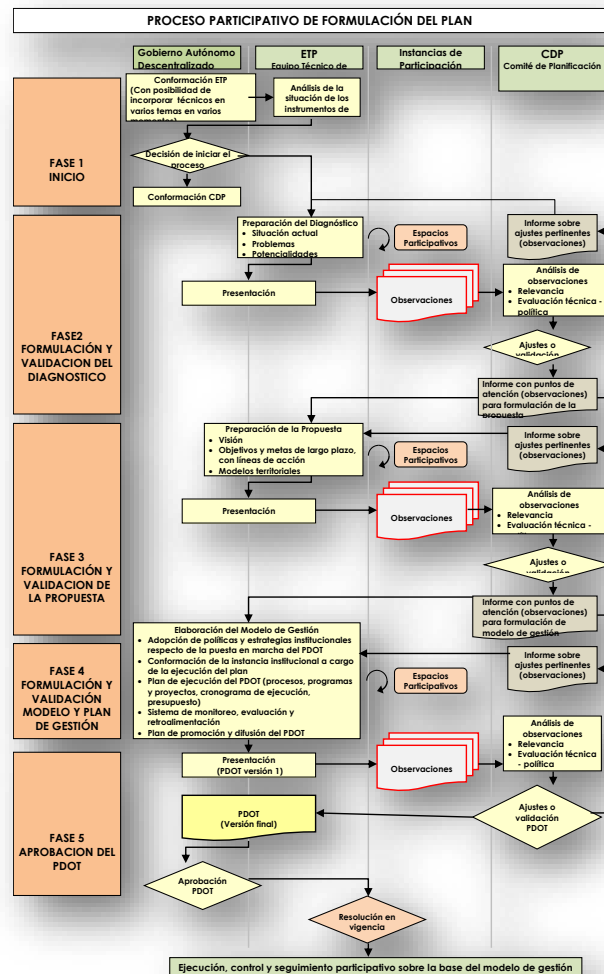 PROCESO PARTICIPATIVO DE FORMULACIÓN DEL PLAN
Gobierno Autónomo
Descentralizado
ETP
Equipo Técnico de
Instancias de
Participación
CDP
Comité de Planificación
FASE 1
INICIO
Conformación ETP
(Con posibilidad de
incorporar técnicos en
varios temas en varios
momentos)
Análisis de la
situación de los
instrumentos de
Decisión de iniciar el
proceso
Conformación CDP
FASE2
FORMULACIÓN Y
VALIDACION DEL
DIAGNOSTICO
Preparación del Diagnóstico
• Situación actual
• Problemas
• Potencialidades
Espacios
Participativos
Informe sobre
ajustes pertinentes
(observaciones)
Presentación
Observaciones
Análisis de
observaciones
• Relevancia
• Evaluación técnica -
política
Ajustes o
validación
Informe con puntos de
atención (observaciones)
para formulación de la
propuesta
FASE 3
FORMULACIÓN Y
VALIDACION DE
LA PROPUESTA
Preparación de la Propuesta
• Visión
• Objetivos y metas de largo plazo,
con líneas de acción
• Modelos territoriales
Espacios
Participativos
Informe sobre
ajustes pertinentes
(observaciones)
Presentación
Observaciones
Análisis de
observaciones
• Relevancia
• Evaluación técnica -
Ajustes o
validación
Informe con puntos de
atención (observaciones)
para formulación de
modelo de gestión
FASE 4
FORMULACIÓN Y
VALIDACIÓN
MODELO Y PLAN
DE GESTIÓN
Elaboración del Modelo de Gestión
• Adopción de políticas y estrategias institucionales
respecto de la puesta en marcha del PDOT
• Conformación de la instancia institucional a cargo
de la ejecución del plan
• Plan de ejecución del PDOT (procesos, programas
y proyectos, cronograma de ejecución,
presupuesto)
• Sistema de monitoreo, evaluación y
retroalimentación
• Plan de promoción y difusión del PDOT
Espacios
Participativos
Informe sobre
ajustes pertinentes
(observaciones)
Presentación
(PDOT versión 1)
Observaciones
Análisis de
observaciones
• Relevancia
• Evaluación técnica
- política
FASE 5
APROBACION DEL
PDOT
PDOT
(Versión final)
Ajustes o
validación
PDOT
Aprobación
PDOT
Resolución en
vigencia
Ejecución, control y seguimiento participativo sobre la base del modelo de gestión